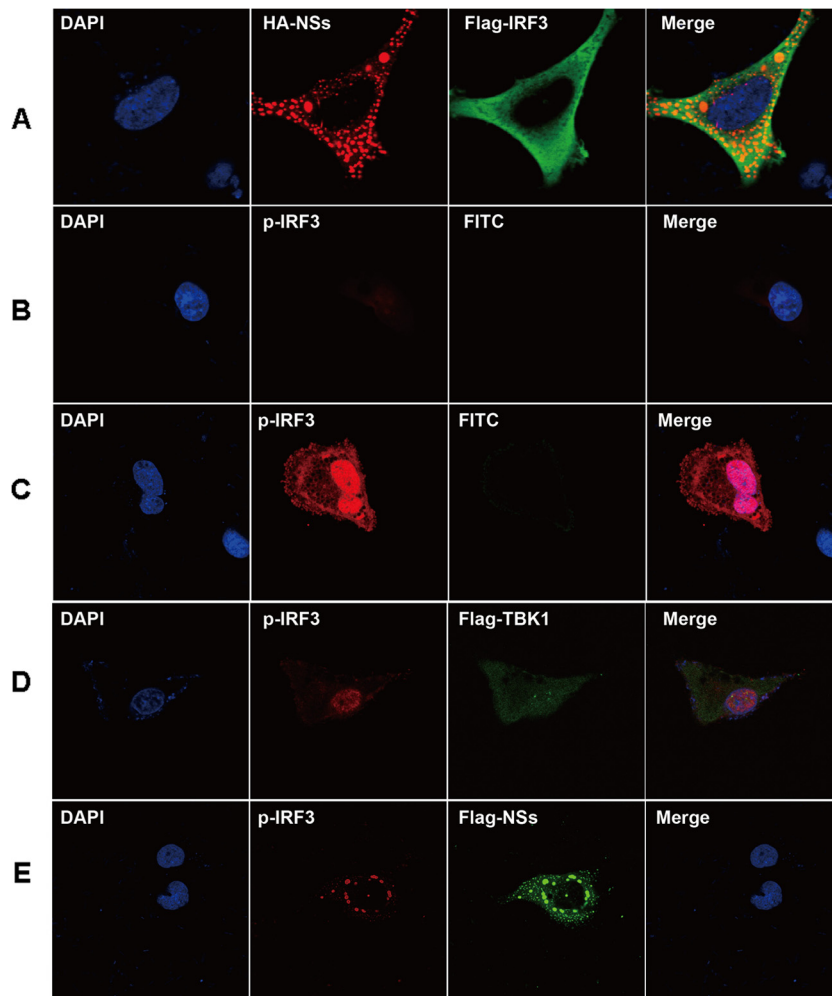 A
DAPI HA-NSs Flag-IRF3 Merge
B
DAPI p-IRF3 FITC Merge
C
DAPI p-IRF3 FITC Merge
D
DAPI p-IRF3 Flag-TBK1 Merge
E
DAPI p-IRF3 Flag-NSs Merge